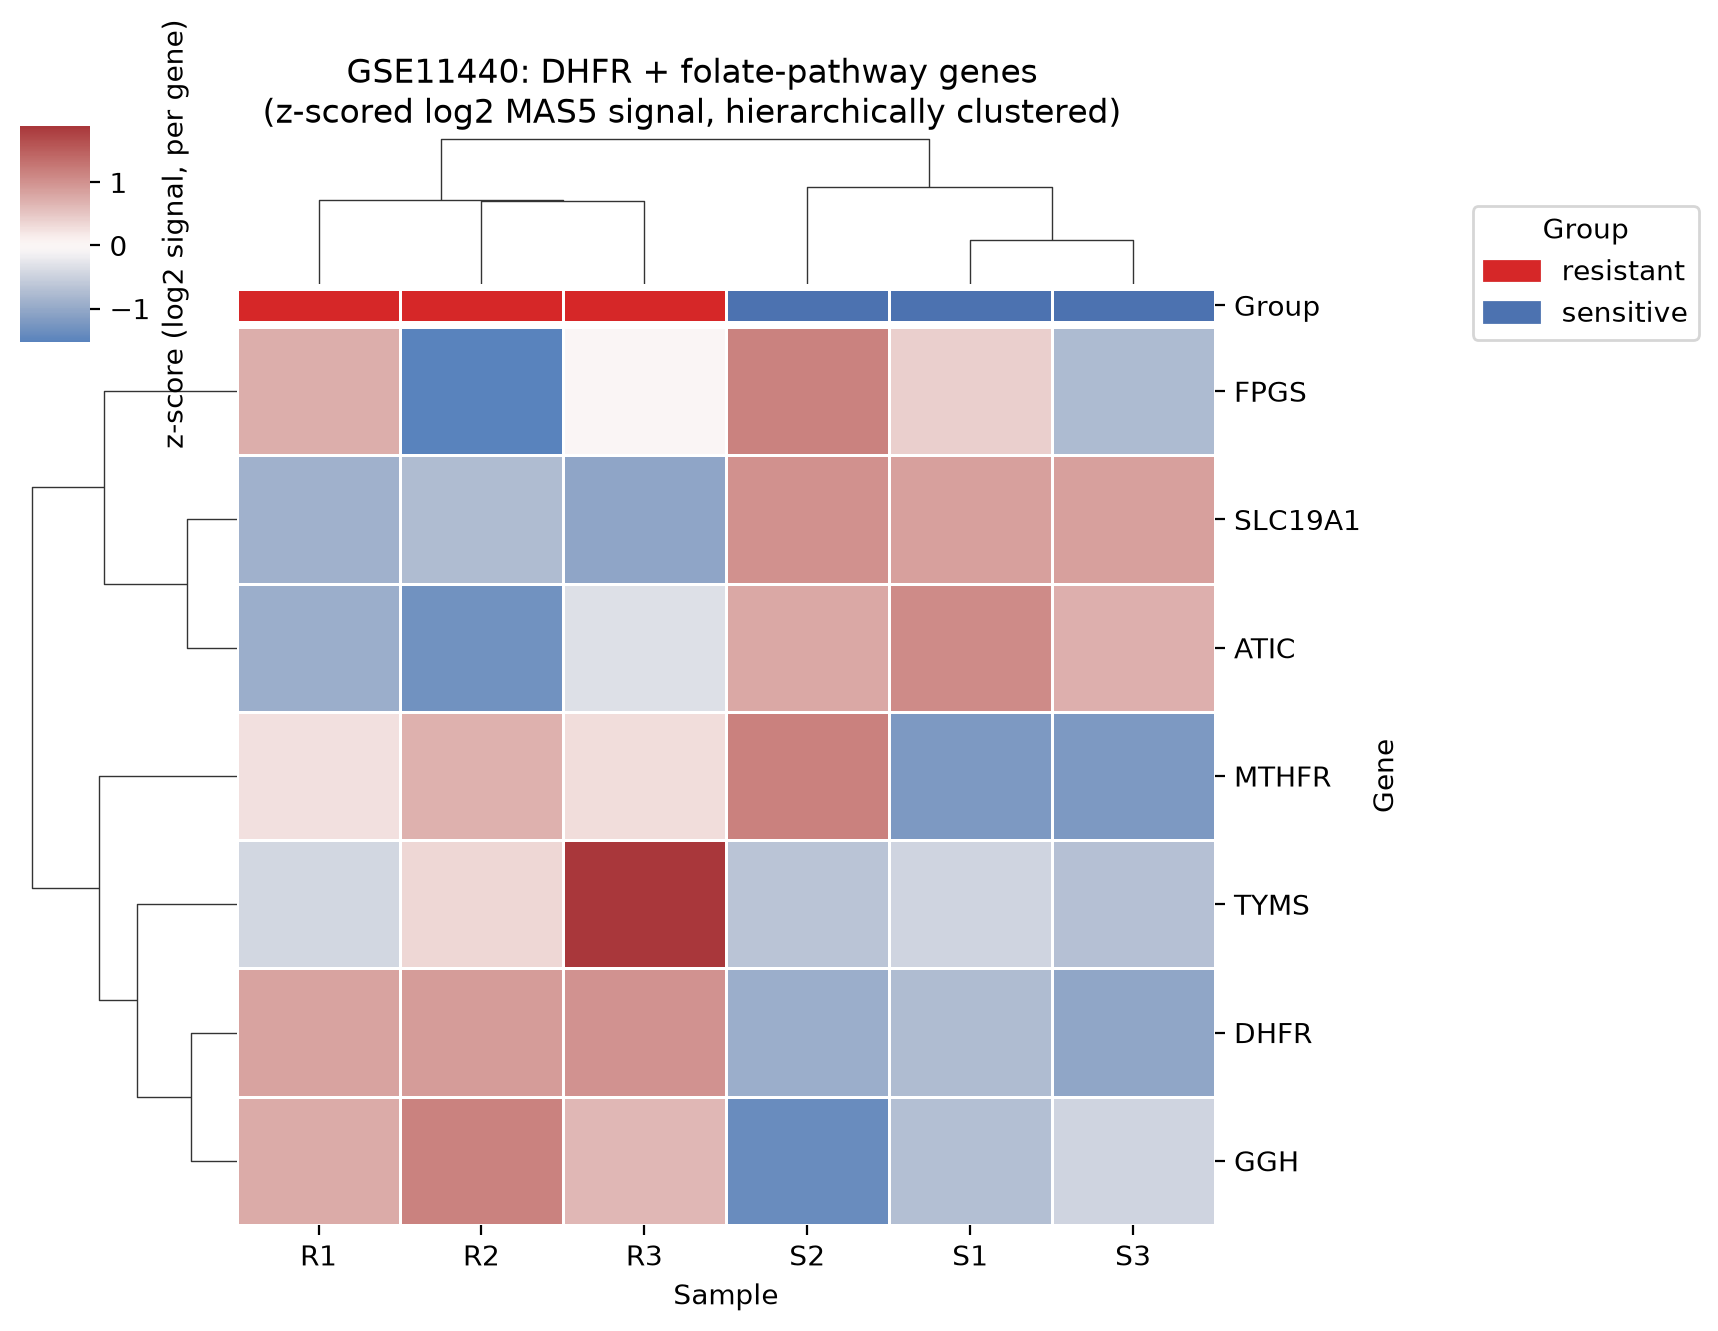 GSE11440: DHFR + folate-pathway genes
(z-scored log2 MAS5 signal, hierarchically clustered)
1
0
−1
z-score (log2 signal, per gene)
Group
resistant
sensitive
Group
FPGS
SLC19A1
ATIC
MTHFR
TYMS
DHFR
GGH
Gene
R1 R2 R3 S2 S1 S3
Sample